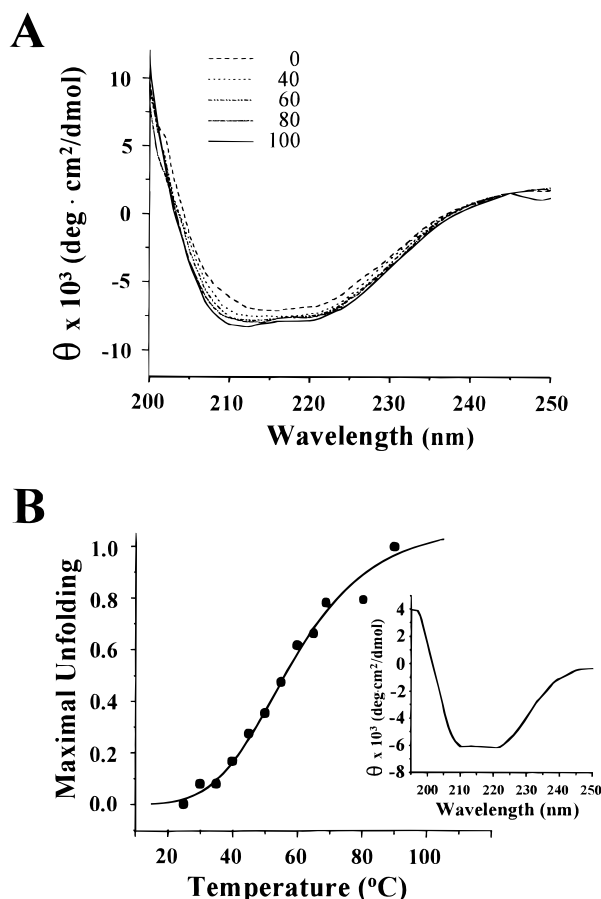 A
0
40
60
80
100
10
5
0
-5
-10
θ x 10³ (deg · cm²/dmol)
200 210 220 230 240 250
Wavelength (nm)
B
1.0
0.8
0.6
0.4
0.2
0.0
Maximal Unfolding
20 40 60 80 100
Temperature (°C)
4
2
0
-2
-4
-6
-8
θ x 10³ (deg·cm²/dmol)
200 210 220 230 240 250
Wavelength (nm)